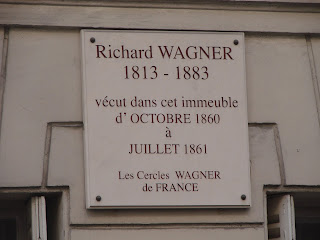 Richard WAGNER
1813 - 1883
vécut dans cet immeuble
d' OCTOBRE 1860
à
JUILLET 1861
Les Cercles WAGNER
de FRANCE